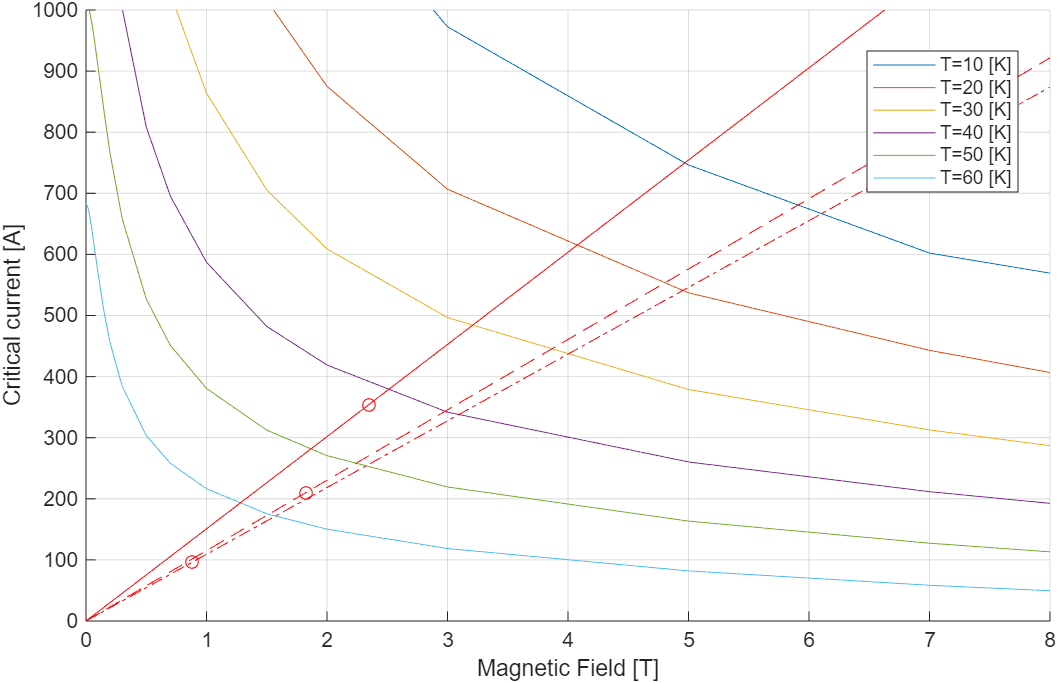 1000
900
800
700
600
500
400
300
200
100
0
Critical current [A]
T=10 [K]
T=20 [K]
T=30 [K]
T=40 [K]
T=50 [K]
T=60 [K]
0 1 2 3 4 5 6 7 8
Magnetic Field [T]